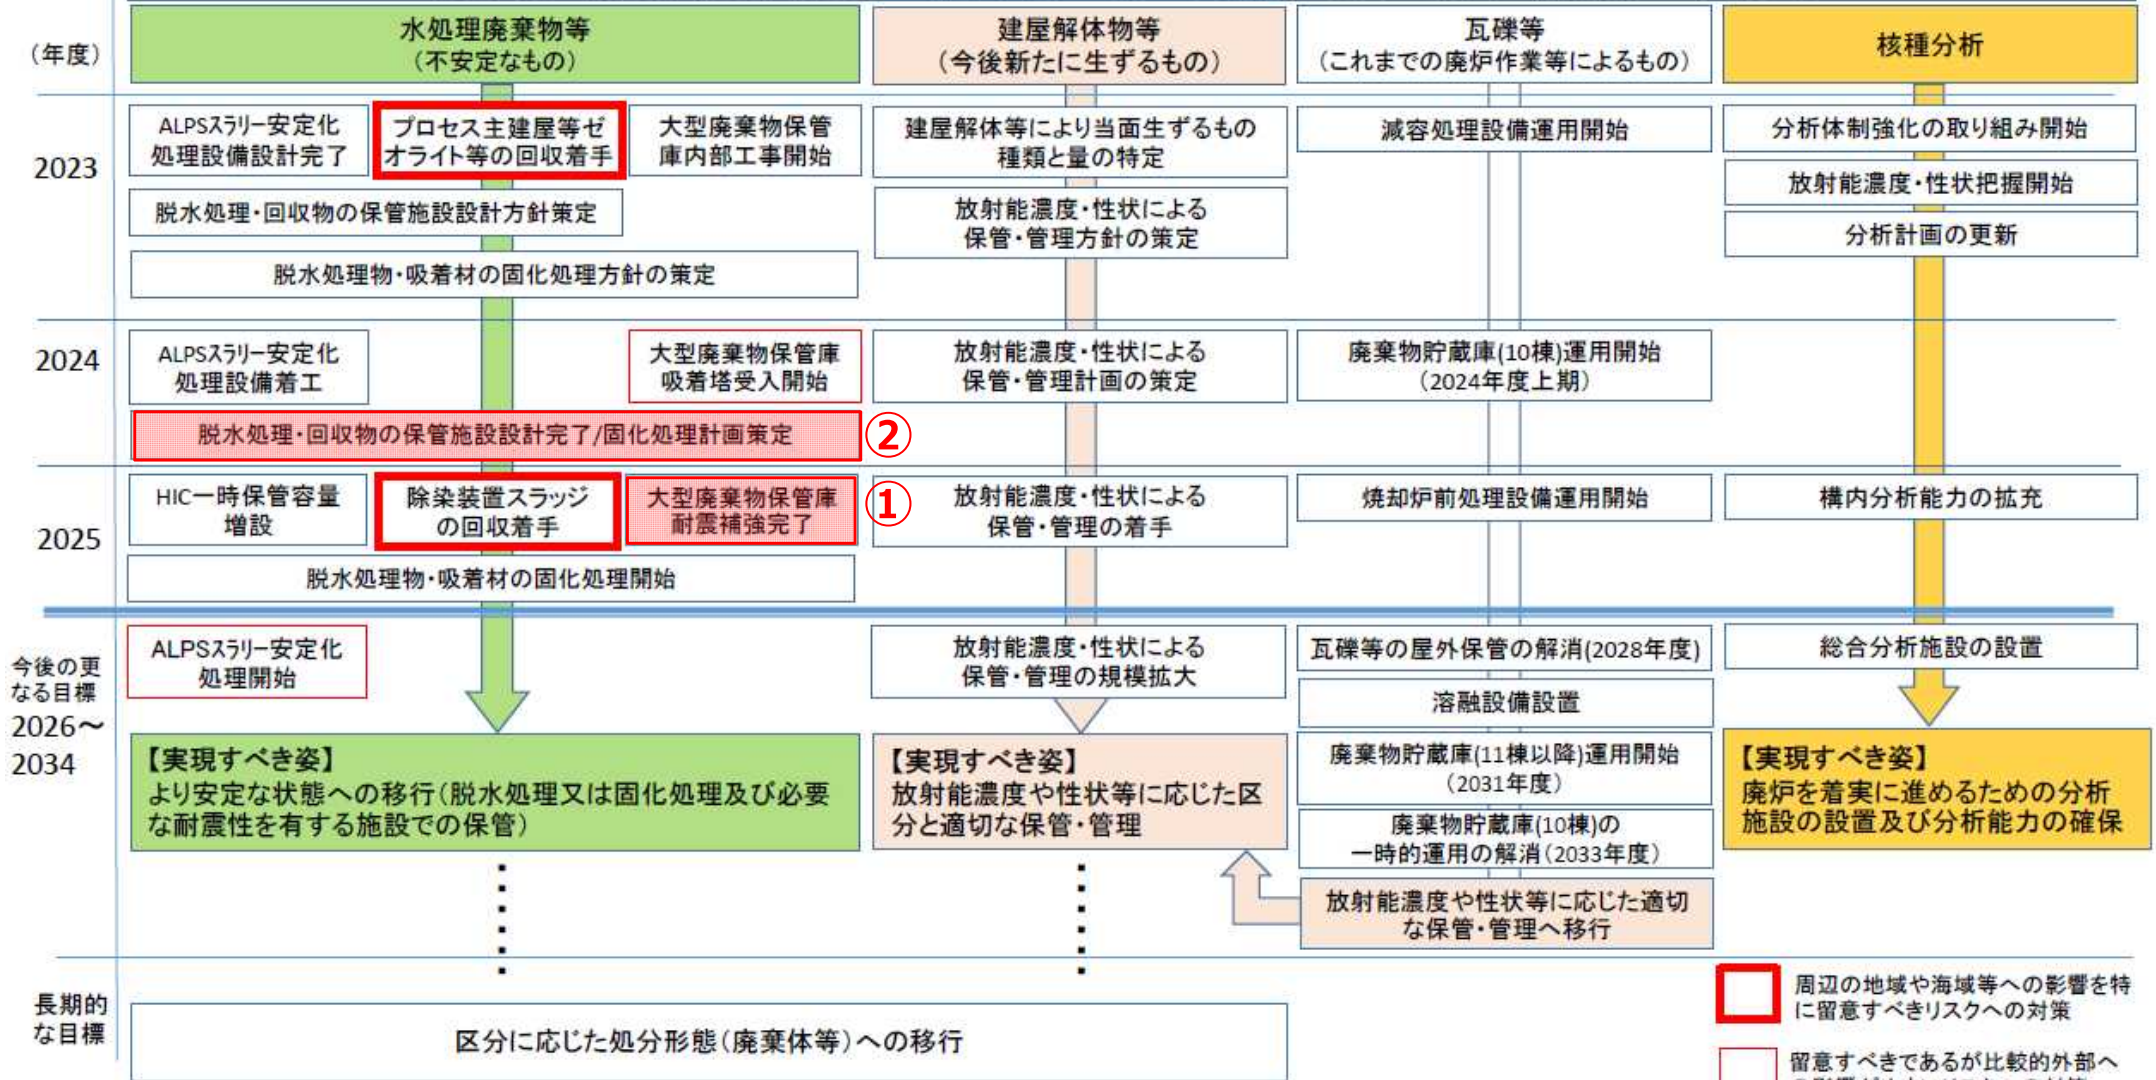 (年度)
水処理廃棄物等
(不安定なもの)
建屋解体物等
(今後新たに生ずるもの)
瓦礫等
(これまでの廃炉作業等によるもの)
核種分析
2023
ALPSスラリー安定化
処理設備設計完了
プロセス主建屋等ゼ
オライト等の回収着手
大型廃棄物保管
庫内部工事開始
脱水処理・回収物の保管施設設計方針策定
脱水処理物・吸着材の固化処理方針の策定
建屋解体等により当面生ずるもの
種類と量の特定
放射能濃度・性状による
保管・管理方針の策定
減容処理設備運用開始
分析体制強化の取り組み開始
放射能濃度・性状把握開始
分析計画の更新
2024
ALPSスラリー安定化
処理設備着工
大型廃棄物保管庫
吸着塔受入開始
脱水処理・回収物の保管施設設計完了/固化処理計画策定
②
放射能濃度・性状による
保管・管理計画の策定
廃棄物貯蔵庫(10棟)運用開始
(2024年度上期)
2025
HIC一時保管容量
増設
除染装置スラッジ
の回収着手
大型廃棄物保管庫
耐震補強完了
①
脱水処理物・吸着材の固化処理開始
放射能濃度・性状による
保管・管理の着手
焼却炉前処理設備運用開始
構内分析能力の拡充
今後の更
なる目標
2026～
2034
ALPSスラリー安定化
処理開始
【実現すべき姿】
より安定な状態への移行(脱水処理又は固化処理及び必要
な耐震性を有する施設での保管)
放射能濃度・性状による
保管・管理の規模拡大
【実現すべき姿】
放射能濃度や性状等に応じた区
分と適切な保管・管理
瓦礫等の屋外保管の解消(2028年度)
溶融設備設置
廃棄物貯蔵庫(11棟以降)運用開始
(2031年度)
廃棄物貯蔵庫(10棟)の
一時的運用の解消(2033年度)
放射能濃度や性状等に応じた適切
な保管・管理へ移行
総合分析施設の設置
【実現すべき姿】
廃炉を着実に進めるための分析
施設の設置及び分析能力の確保
長期的
な目標
区分に応じた処分形態(廃棄体等)への移行
周辺の地域や海域等への影響を特
に留意すべきリスクへの対策
留意すべきであるが比較的外部へ